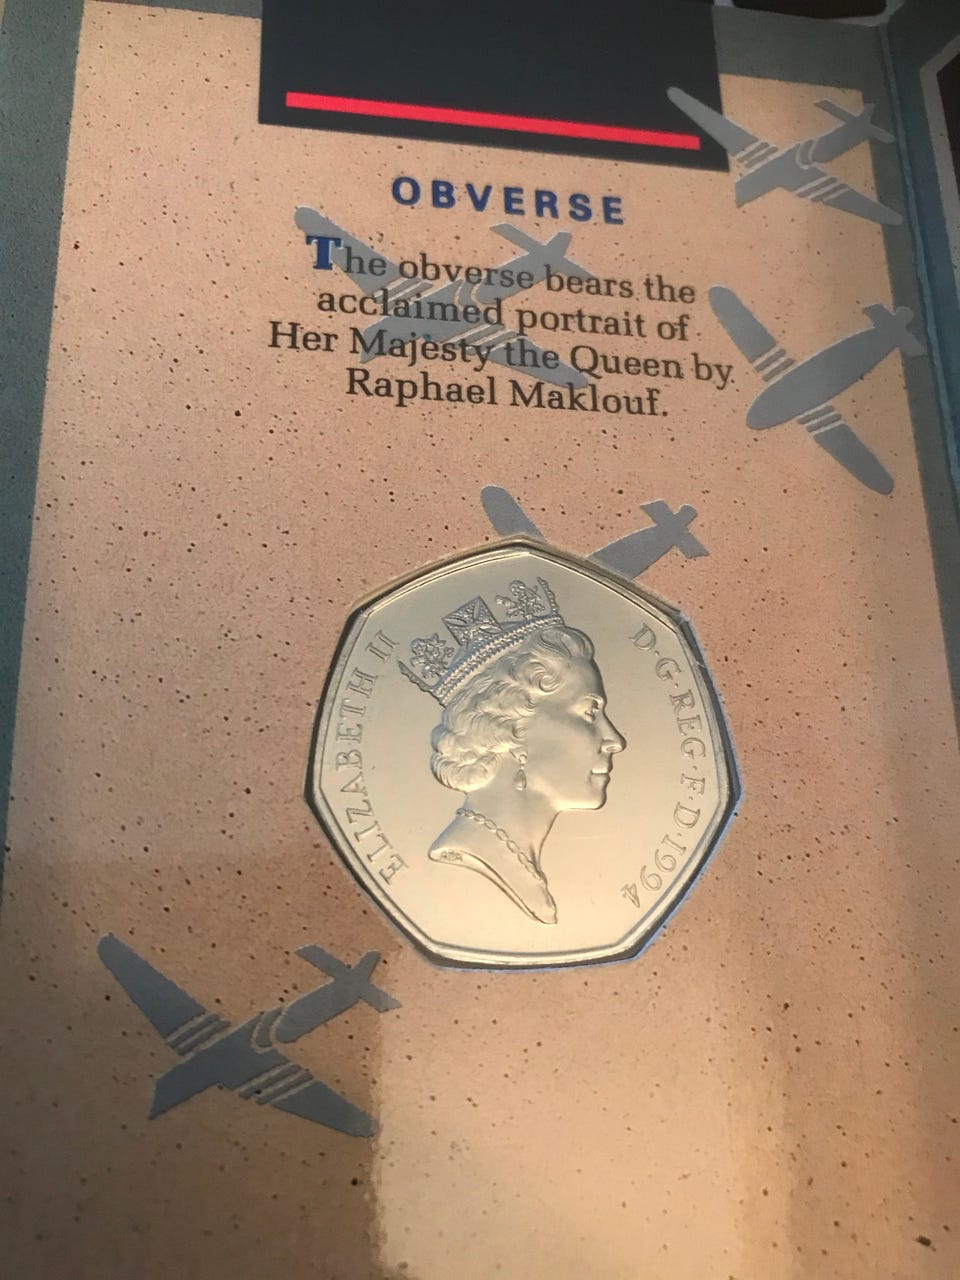 OBVERSE
The obverse bears the
acclaimed portrait of
Her Majesty the Queen by
Raphael Maklouf.
ELIZABETH II
D·G·REG·F·D·1994